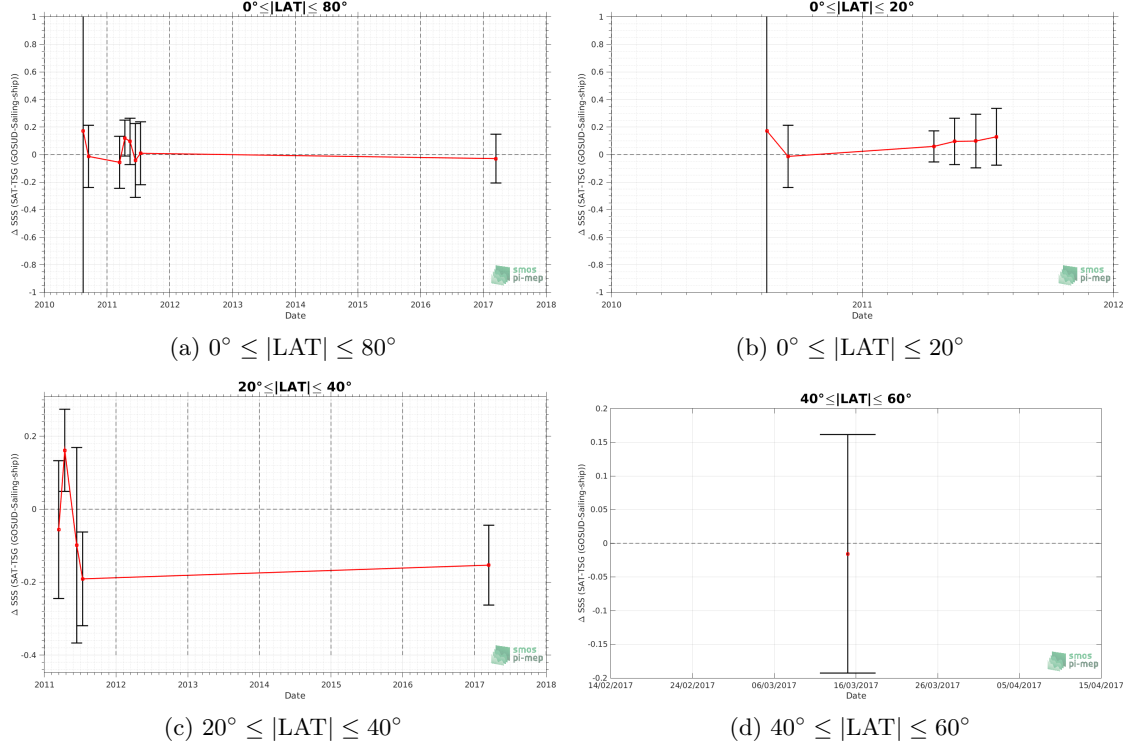 0°≤|LAT|≤ 80°
1
0.8
0.6
0.4
0.2
0
-0.2
-0.4
-0.6
-0.8
-1
Δ SSS (SAT-TSG (GOSUD-Sailing-ship))
2010 2011 2012 2013 2014 2015 2016 2017 2018
Date
smos
pi-mep
(a) 0° ≤ |LAT| ≤ 80°
0°≤|LAT|≤ 20°
1
0.8
0.6
0.4
0.2
0
-0.2
-0.4
-0.6
-0.8
-1
Δ SSS (SAT-TSG (GOSUD-Sailing-ship))
2010 2011 2012
Date
smos
pi-mep
(b) 0° ≤ |LAT| ≤ 20°
20°≤|LAT|≤ 40°
0.2
0
-0.2
-0.4
Δ SSS (SAT-TSG (GOSUD-Sailing-ship))
2011 2012 2013 2014 2015 2016 2017 2018
Date
smos
pi-mep
(c) 20° ≤ |LAT| ≤ 40°
40°≤|LAT|≤ 60°
0.2
0.15
0.1
0.05
0
-0.05
-0.1
-0.15
-0.2
Δ SSS (SAT-TSG (GOSUD-Sailing-ship))
14/02/2017 24/02/2017 06/03/2017 16/03/2017 26/03/2017 05/04/2017 15/04/2017
Date
smos
pi-mep
(d) 40° ≤ |LAT| ≤ 60°